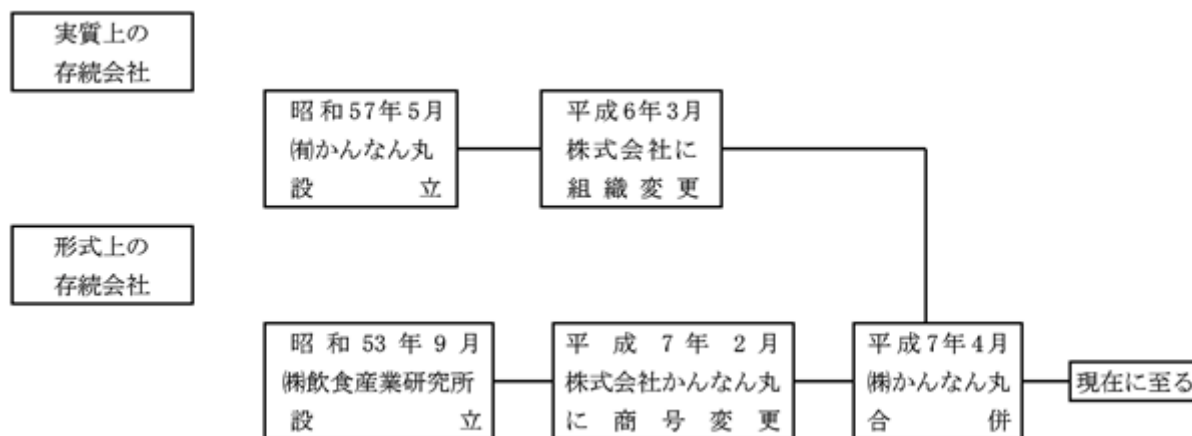 実質上の
存続会社
昭和57年5月
㈲かんなん丸
設立
平成6年3月
株式会社に
組織変更
形式上の
存続会社
昭和53年9月
㈱飲食産業研究所
設立
平成7年2月
株式会社かんなん丸
に商号変更
平成7年4月
㈱かんなん丸
合併
現在に至る